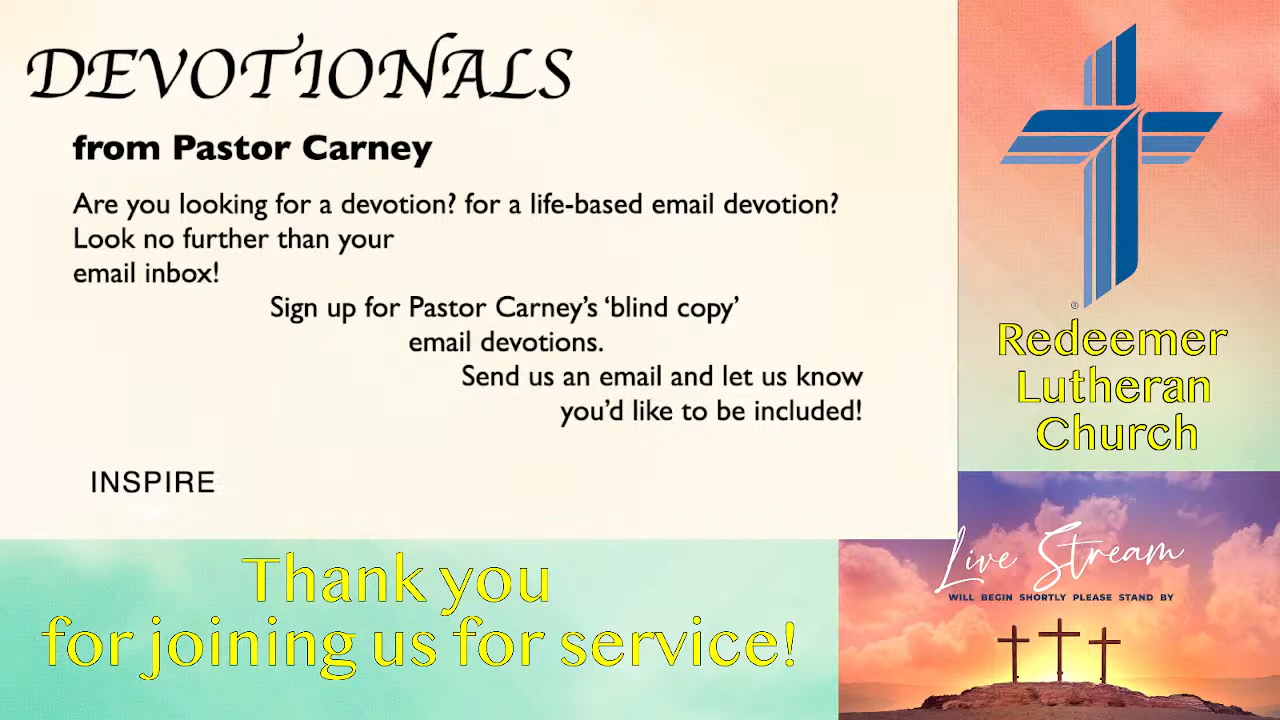 DEVOTIONALS
from Pastor Carney
Are you looking for a devotion? for a life-based email devotion?
Look no further than your
email inbox!
Sign up for Pastor Carney’s ‘blind copy’
email devotions.
Send us an email and let us know
you’d like to be included!
INSPIRE
®
Redeemer
Lutheran
Church
Live Stream
WILL BEGIN SHORTLY PLEASE STAND BY
Thank you
for joining us for service!